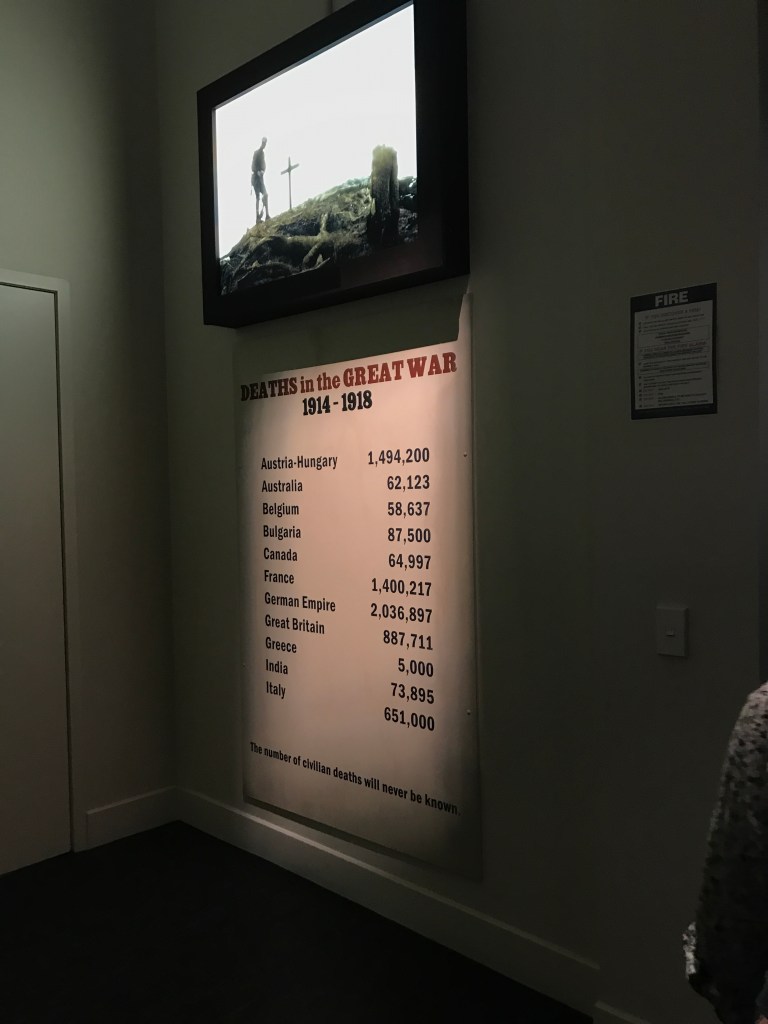 DEATHS in the GREAT WAR
1914 - 1918
Austria-Hungary 1,494,200
Australia 62,123
Belgium 58,637
Bulgaria 87,500
Canada 64,997
France 1,400,217
German Empire 2,036,897
Great Britain 887,711
Greece 5,000
India 73,895
Italy 651,000
The number of civilian deaths will never be known.
FIRE